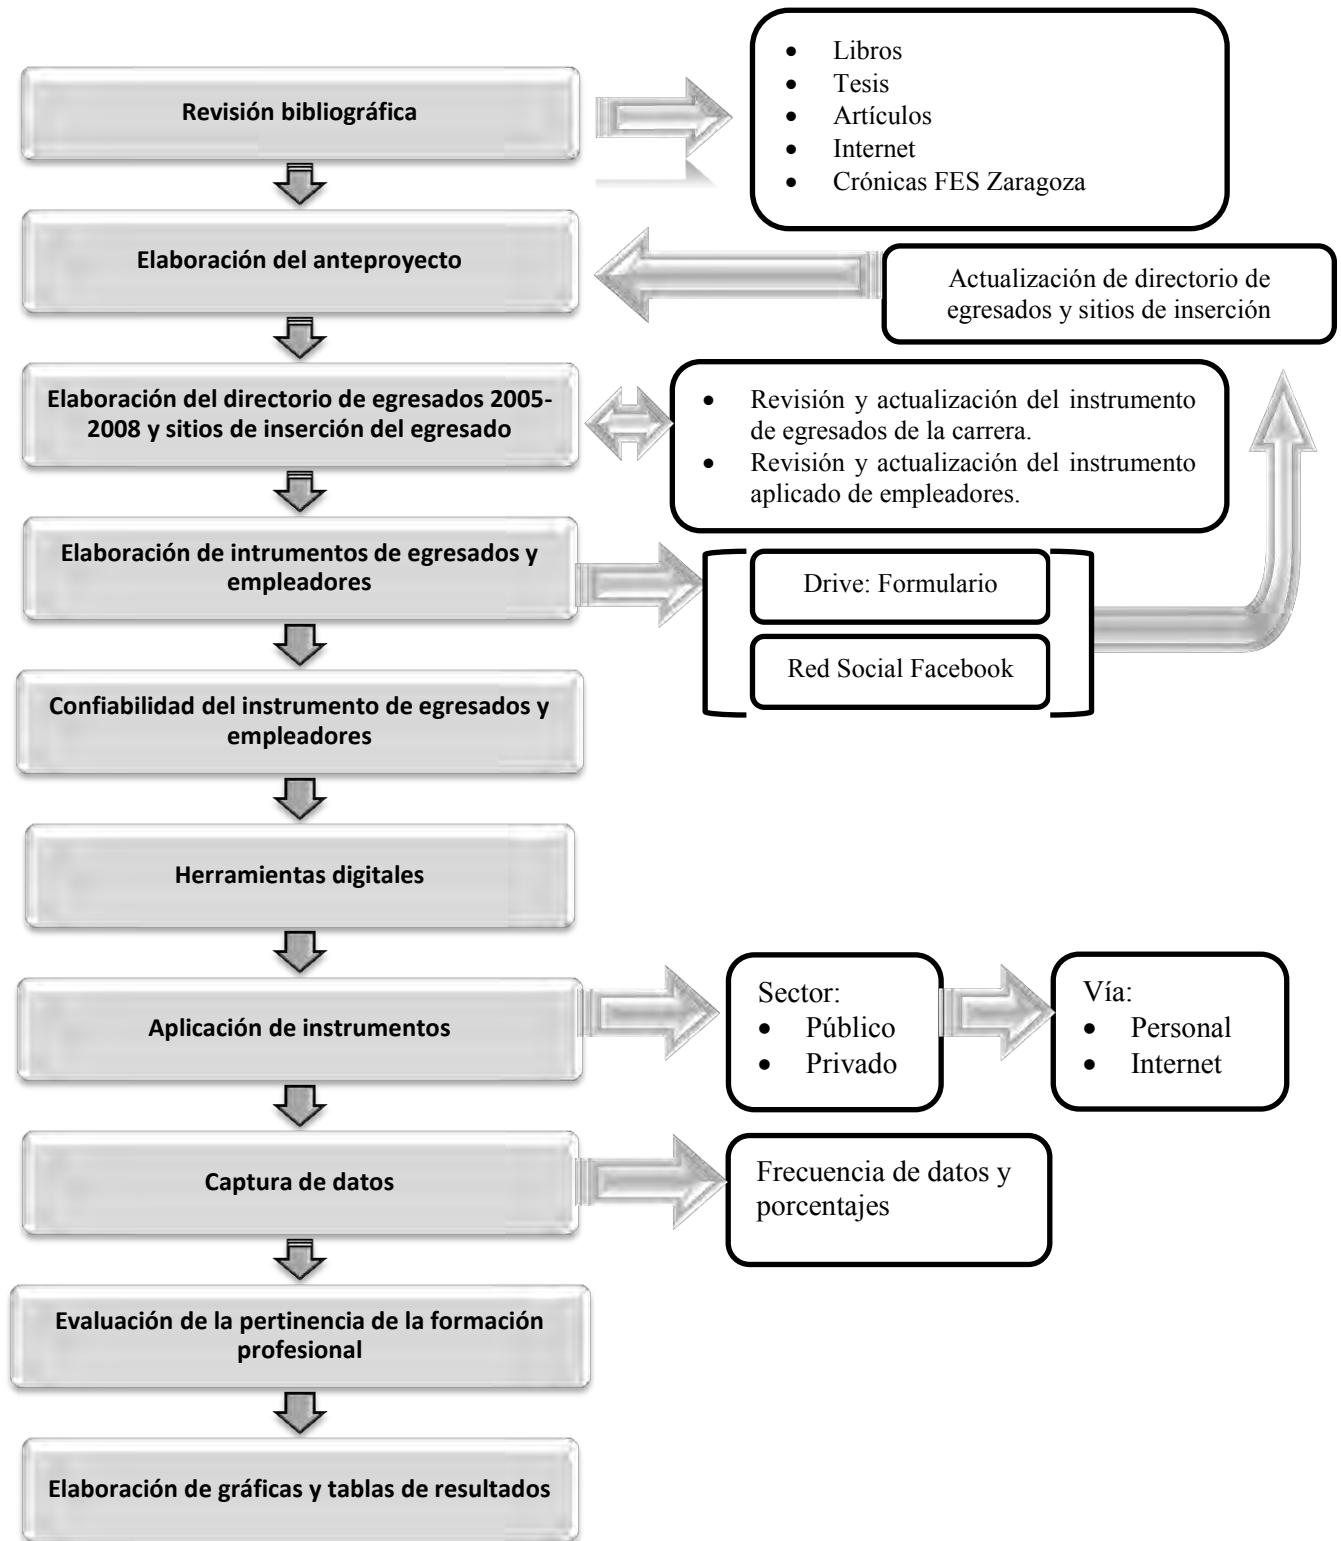 Revisión bibliográfica
• Libros
• Tesis
• Artículos
• Internet
• Crónicas FES Zaragoza
Elaboración del anteproyecto
Actualización de directorio de
egresados y sitios de inserción
Elaboración del directorio de egresados 2005-
2008 y sitios de inserción del egresado
• Revisión y actualización del instrumento
de egresados de la carrera.
• Revisión y actualización del instrumento
aplicado de empleadores.
Elaboración de intrumentos de egresados y
empleadores
Drive: Formulario
Red Social Facebook
Confiabilidad del instrumento de egresados y
empleadores
Herramientas digitales
Aplicación de instrumentos
Sector:
• Público
• Privado
Vía:
• Personal
• Internet
Captura de datos
Frecuencia de datos y
porcentajes
Evaluación de la pertinencia de la formación
profesional
Elaboración de gráficas y tablas de resultados